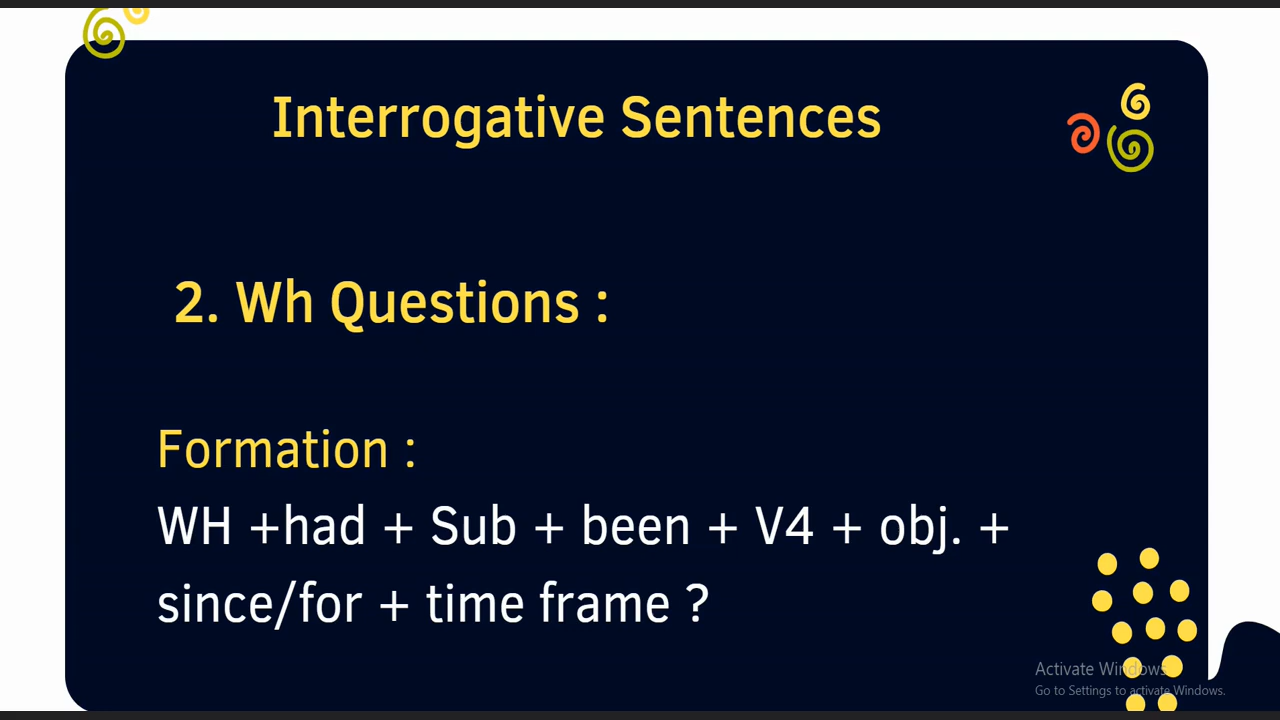 Interrogative Sentences
2. Wh Questions :
Formation :
WH +had + Sub + been + V4 + obj. +
since/for + time frame ?
Activate Windows
Go to Settings to activate Windows.